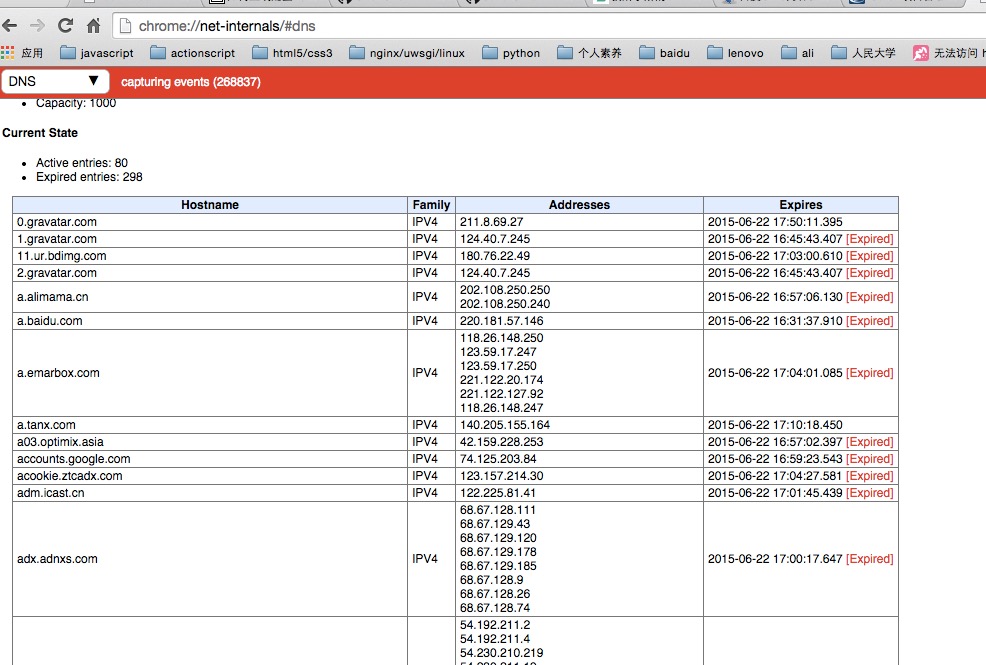 chrome://net-internals/#dns
应用 javascript actionscript html5/css3 nginx/uwsgi/linux python 个人素养 baidu lenovo ali 人民大学 无法访问
DNS ▼ capturing events (268837)
• Capacity: 1000
Current State
• Active entries: 80
• Expired entries: 298
Hostname Family Addresses Expires
0.gravatar.com IPV4 211.8.69.27 2015-06-22 17:50:11.395
1.gravatar.com IPV4 124.40.7.245 2015-06-22 16:45:43.407 [Expired]
11.ur.bdimg.com IPV4 180.76.22.49 2015-06-22 17:03:00.610 [Expired]
2.gravatar.com IPV4 124.40.7.245 2015-06-22 16:45:43.407 [Expired]
a.alimama.cn IPV4 202.108.250.250
202.108.250.240
2015-06-22 16:57:06.130 [Expired]
a.baidu.com IPV4 220.181.57.146 2015-06-22 16:31:37.910 [Expired]
a.emarbox.com IPV4 118.26.148.250
123.59.17.247
123.59.17.250
221.122.20.174
221.122.127.92
118.26.148.247
2015-06-22 17:04:01.085 [Expired]
a.tanx.com IPV4 140.205.155.164 2015-06-22 17:10:18.450
a03.optimix.asia IPV4 42.159.228.253 2015-06-22 16:57:02.397 [Expired]
accounts.google.com IPV4 74.125.203.84 2015-06-22 16:59:23.543 [Expired]
acookie.ztcadx.com IPV4 123.157.214.30 2015-06-22 17:04:27.581 [Expired]
adm.icast.cn IPV4 122.225.81.41 2015-06-22 17:01:45.439 [Expired]
adx.adnxs.com IPV4 68.67.128.111
68.67.129.43
68.67.129.120
68.67.129.178
68.67.129.185
68.67.128.9
68.67.128.26
68.67.128.74
2015-06-22 17:00:17.647 [Expired]
54.192.211.2
54.192.211.4
54.230.210.219